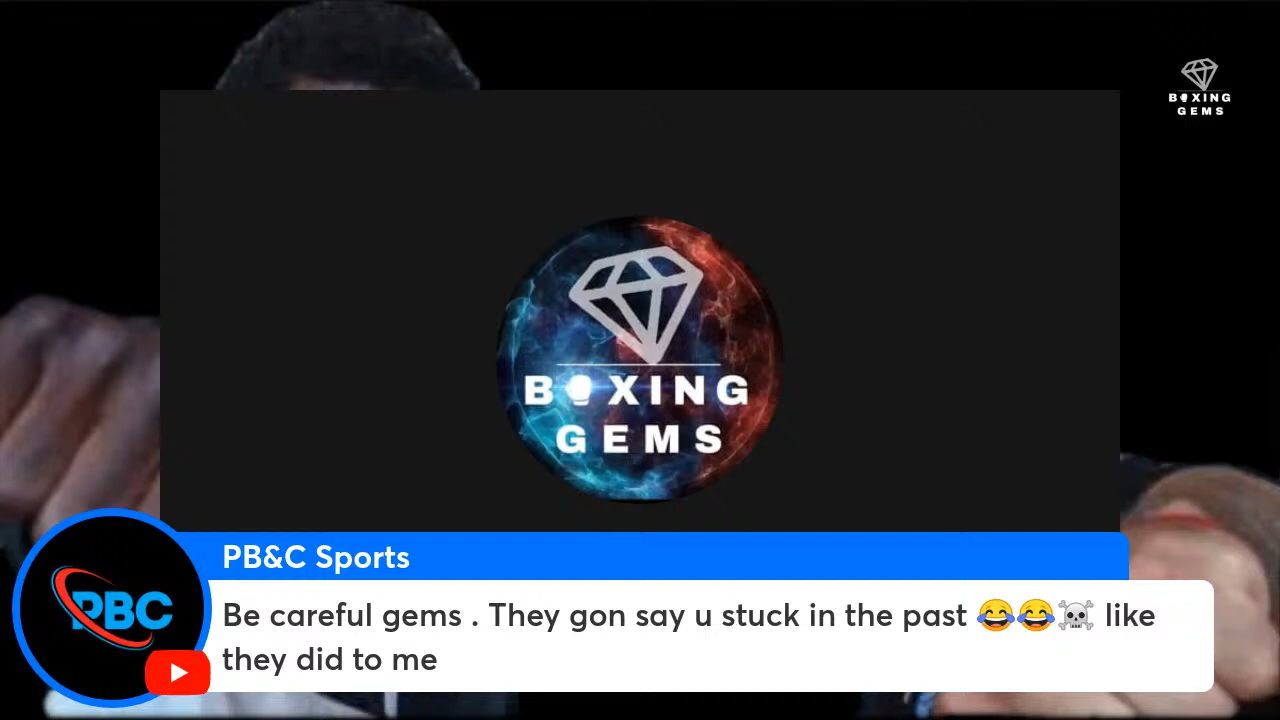 BOXING
GEMS
BOXING
GEMS
PB&C Sports
PBC
Be careful gems . They gon say u stuck in the past 😂😂☠️ like
they did to me